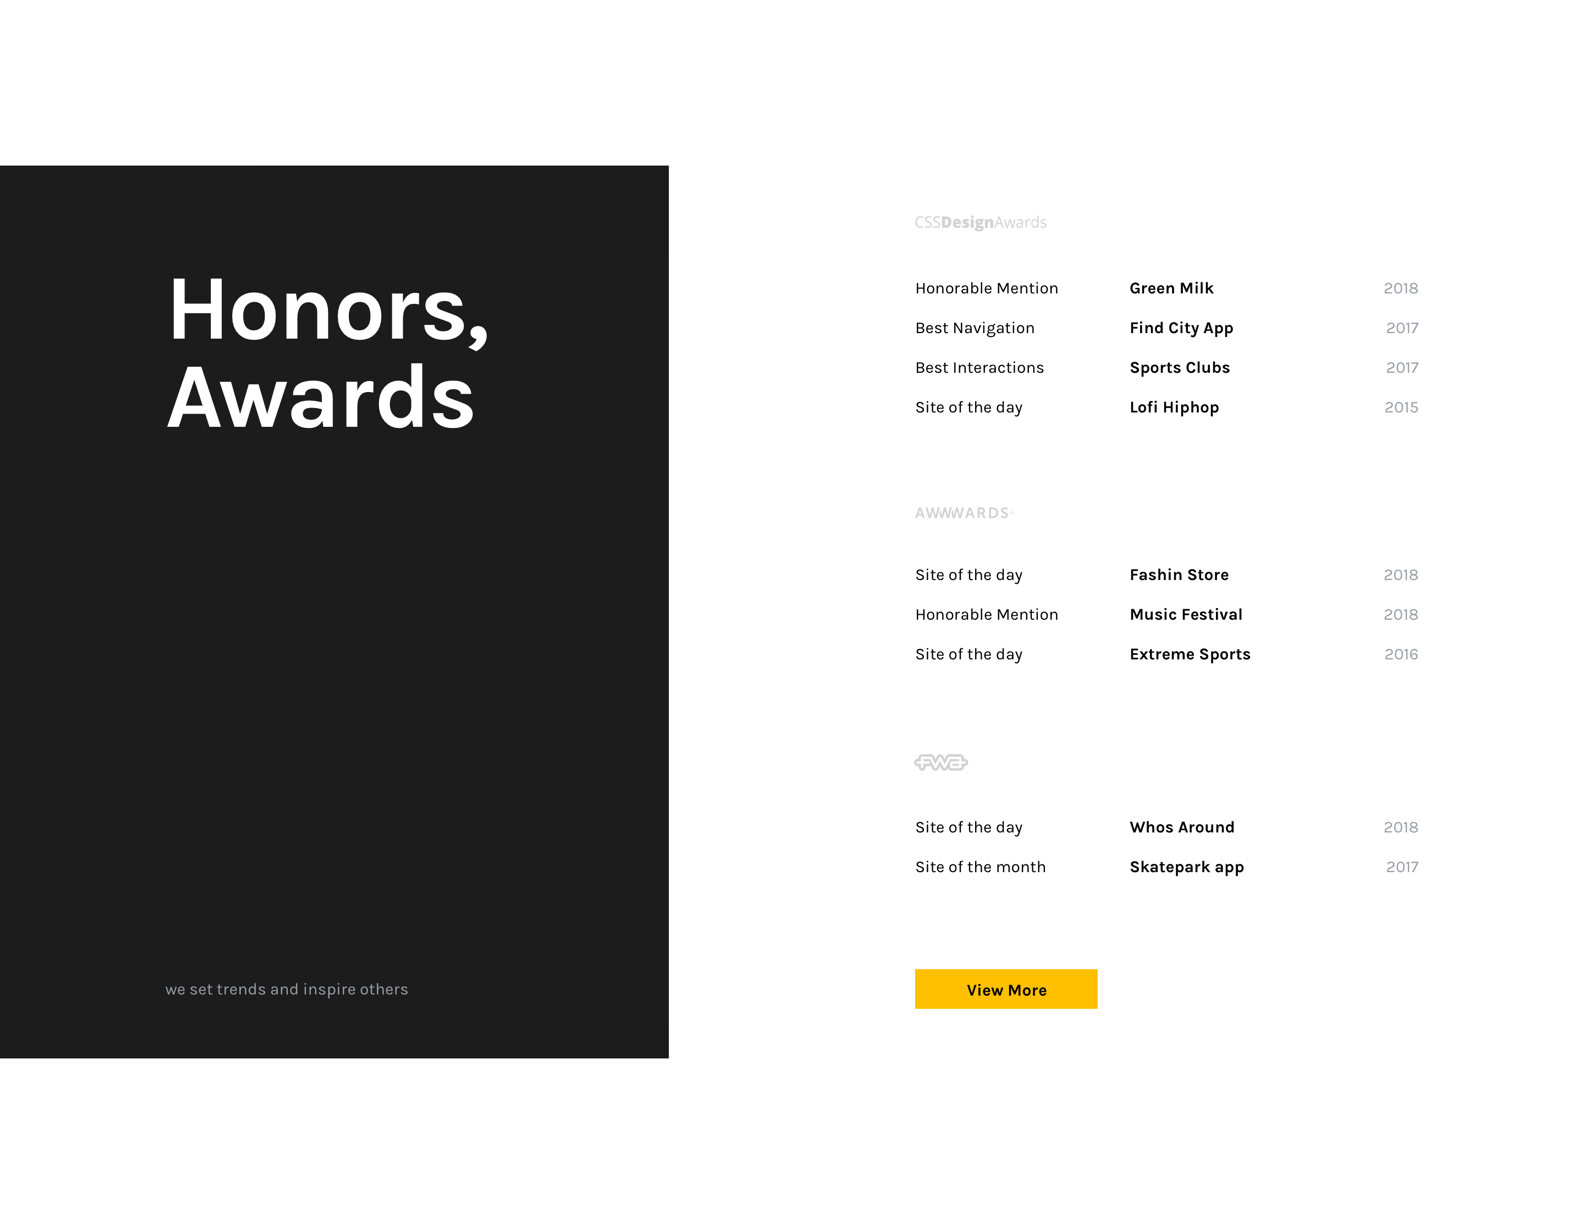 Honors,
Awards
we set trends and inspire others
CSSDesignAwards
Honorable Mention Green Milk 2018
Best Navigation Find City App 2017
Best Interactions Sports Clubs 2017
Site of the day Lofi Hiphop 2015
AWWWARDS
Site of the day Fashin Store 2018
Honorable Mention Music Festival 2018
Site of the day Extreme Sports 2016
FWA
Site of the day Whos Around 2018
Site of the month Skatepark app 2017
View More